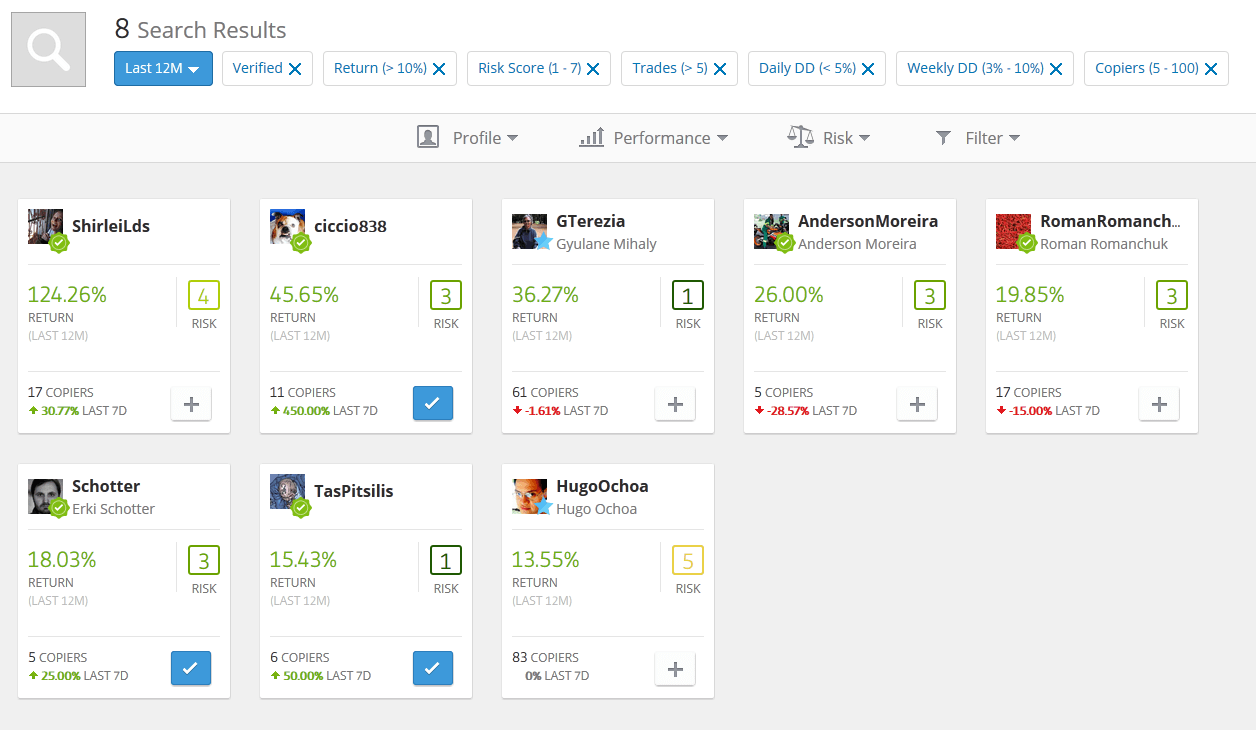 8 Search Results
Last 12M
Verified
Return (> 10%)
Risk Score (1 - 7)
Trades (> 5)
Daily DD (< 5%)
Weekly DD (3% - 10%)
Copiers (5 - 100)
Profile
Performance
Risk
Filter
ShirleiLds
124.26%
RETURN
(LAST 12M)
4
RISK
17 COPIERS
30.77% LAST 7D
ciccio838
45.65%
RETURN
(LAST 12M)
3
RISK
11 COPIERS
450.00% LAST 7D
GTerezia
Gyulane Mihaly
36.27%
RETURN
(LAST 12M)
1
RISK
61 COPIERS
-1.61% LAST 7D
AndersonMoreira
Anderson Moreira
26.00%
RETURN
(LAST 12M)
3
RISK
5 COPIERS
-28.57% LAST 7D
RomanRomanch...
Roman Romanchuk
19.85%
RETURN
(LAST 12M)
3
RISK
17 COPIERS
-15.00% LAST 7D
Schotter
Erki Schotter
18.03%
RETURN
(LAST 12M)
3
RISK
5 COPIERS
25.00% LAST 7D
TasPitsilis
15.43%
RETURN
(LAST 12M)
1
RISK
6 COPIERS
50.00% LAST 7D
HugoOchoa
Hugo Ochoa
13.55%
RETURN
(LAST 12M)
5
RISK
83 COPIERS
0% LAST 7D